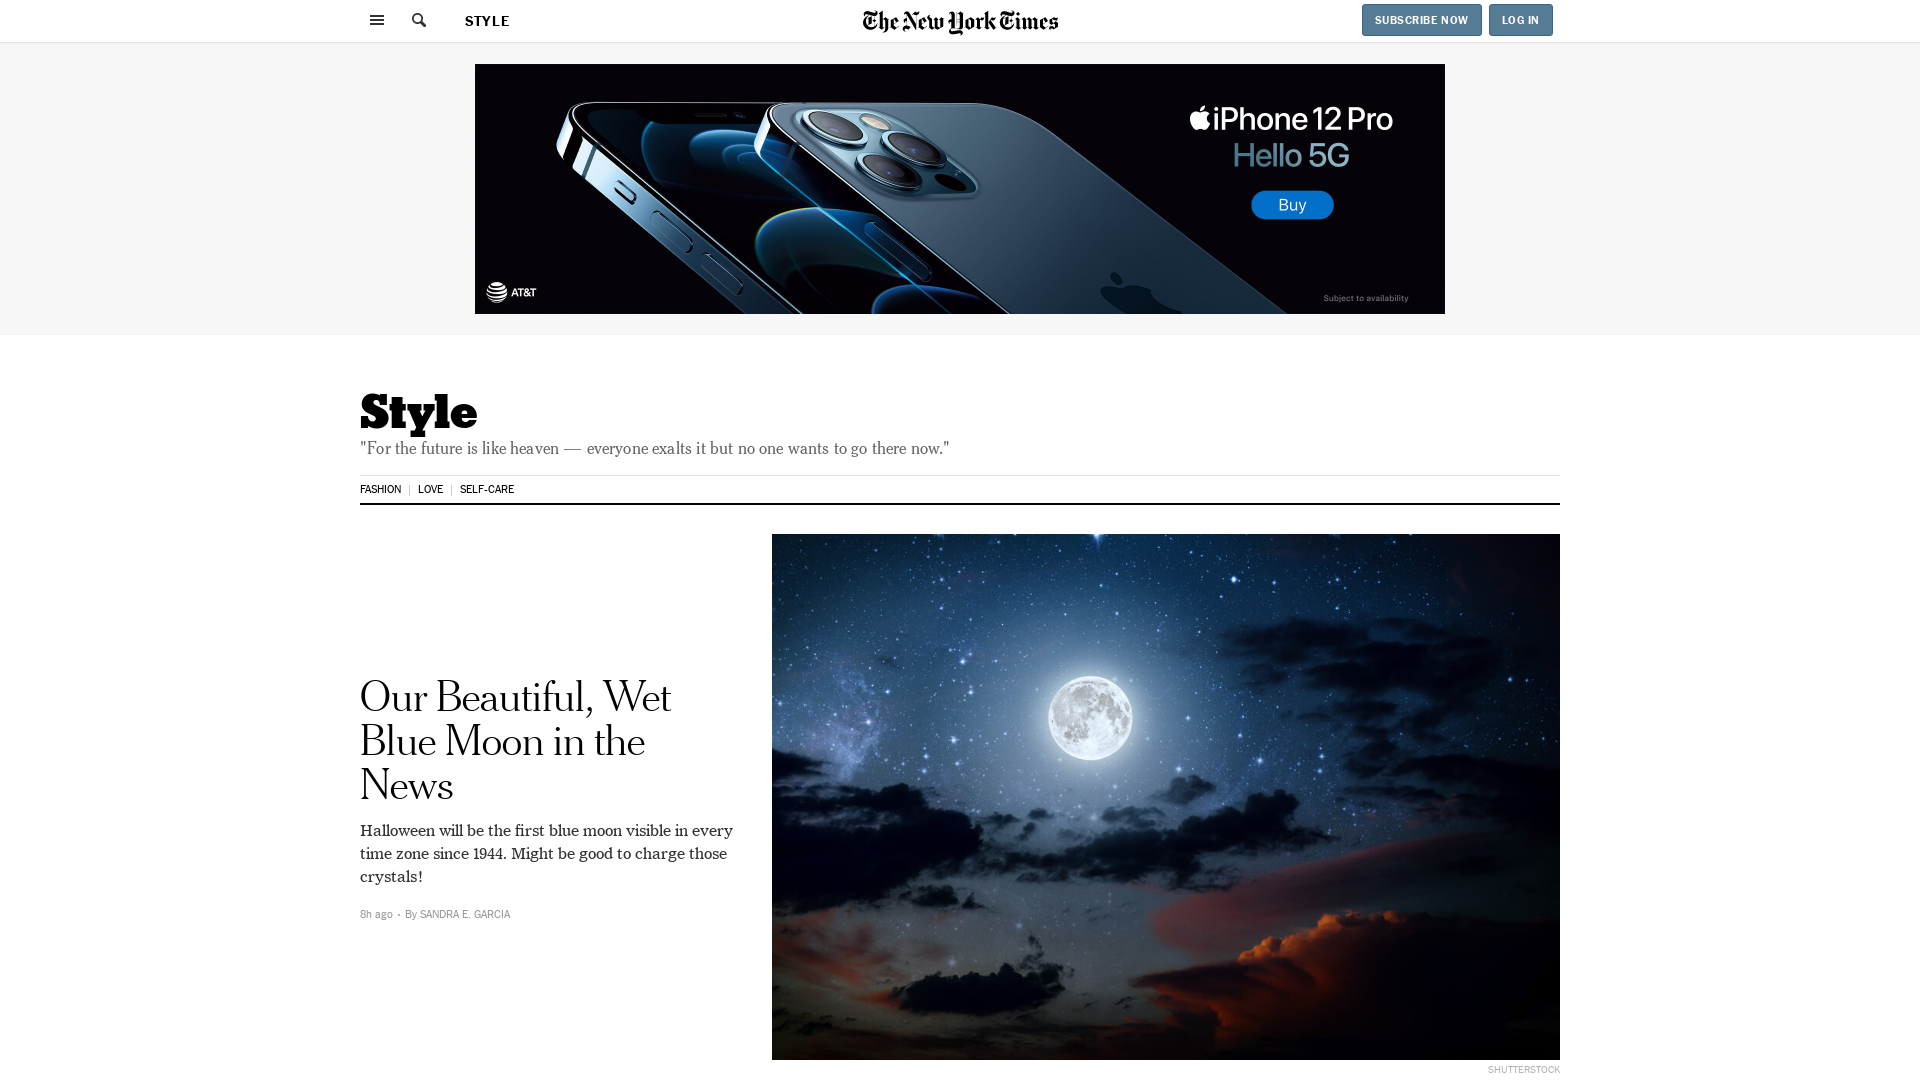 STYLE
The New York Times
SUBSCRIBE NOW
LOG IN
iPhone 12 Pro
Hello 5G
Buy
AT&T
Subject to availability
Style
"For the future is like heaven — everyone exalts it but no one wants to go there now."
FASHION
LOVE
SELF-CARE
Our Beautiful, Wet
Blue Moon in the
News
Halloween will be the first blue moon visible in every
time zone since 1944. Might be good to charge those
crystals!
8h ago • By SANDRA E. GARCIA
SHUTTERSTOCK